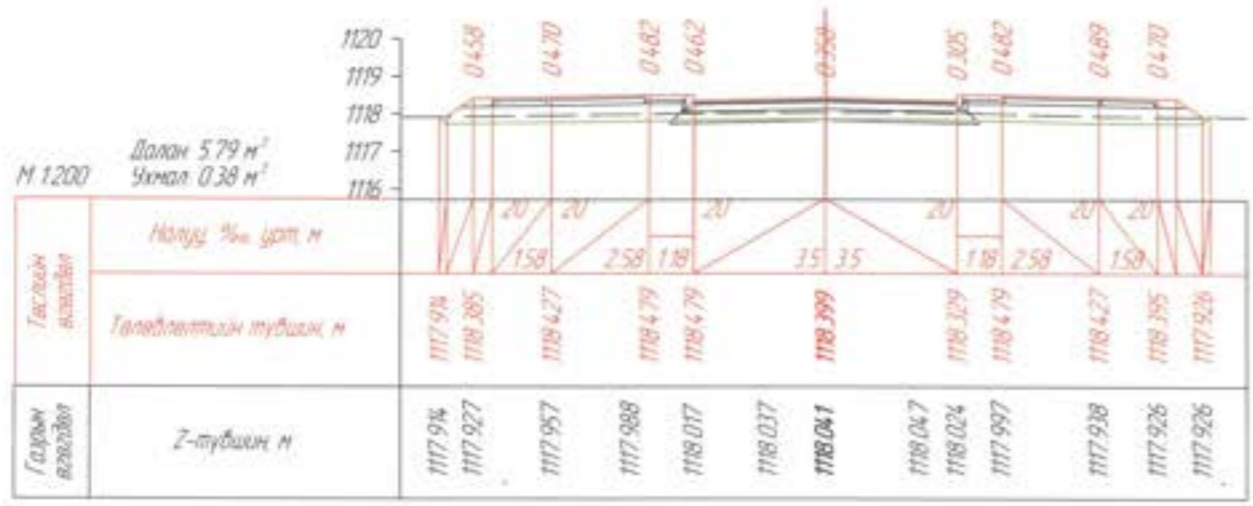 0.458 0.470 0.482 0.462 0.358 0.305 0.482 0.489 0.470
1120
1119
1118
1117
1116
Далан: 5.79 м²
Ухмал: 0.38 м²
М 1:200
Төслийн өгөгдөл
Налуу, ‰, урт, м
20 20 20 20 20 20
1.58 2.58 1.18 3.5 3.5 1.18 2.58 1.58
Төлөвлөлтийн түвшин, м
1117.914 1118.385 1118.427 1118.479 1118.479 1118.399 1118.329 1118.479 1118.427 1118.395 1117.926
Газрын өгөгдөл
Z-түвшин, м
1117.914 1117.927 1117.957 1117.988 1118.017 1118.037 1118.041 1118.047 1118.024 1117.997 1117.938 1117.926 1117.926